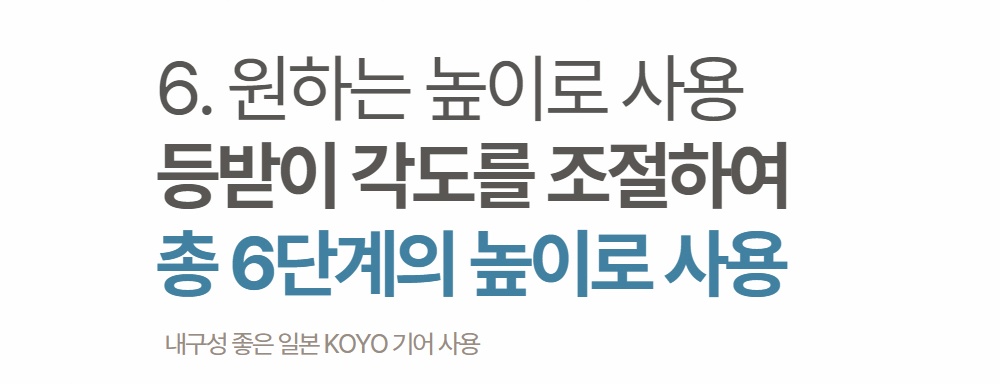 6. 원하는 높이로 사용
등받이 각도를 조절하여
총 6단계의 높이로 사용
내구성 좋은 일본 KOYO 기어 사용